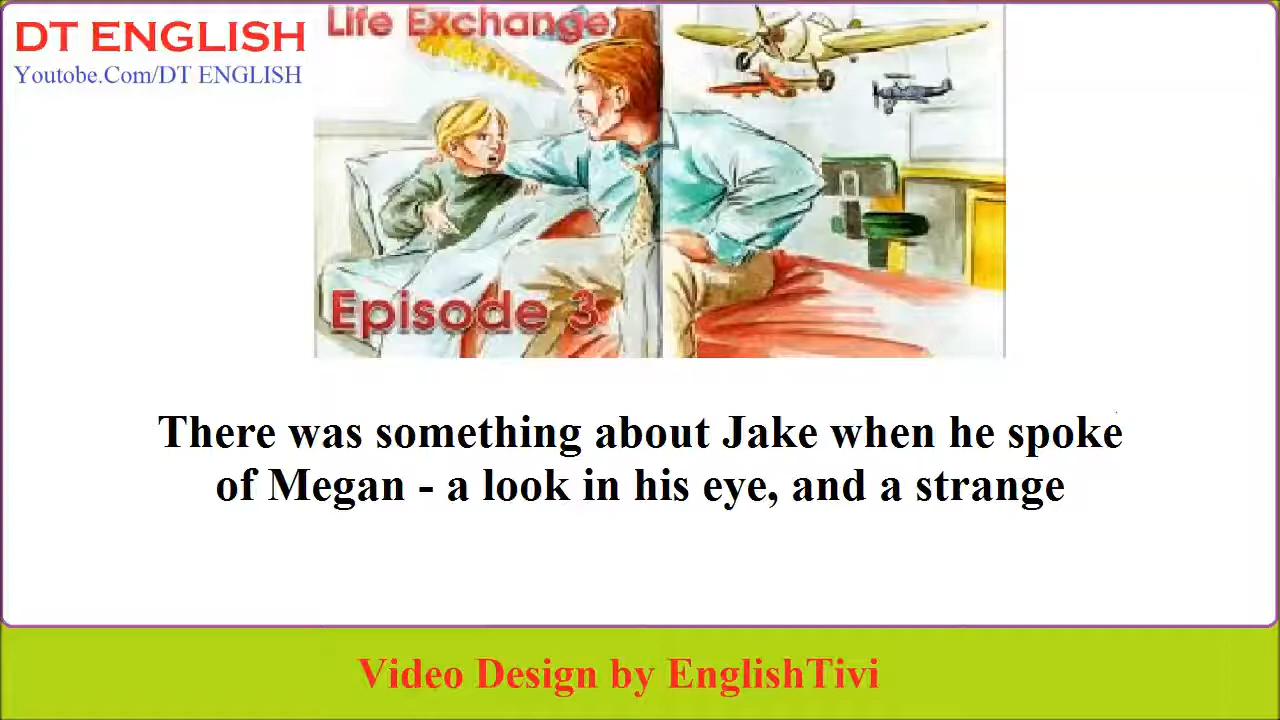 DT ENGLISH
Youtobe.Com/DT ENGLISH
Life Exchange
Episode 3
There was something about Jake when he spoke
of Megan - a look in his eye, and a strange
Video Design by EnglishTivi